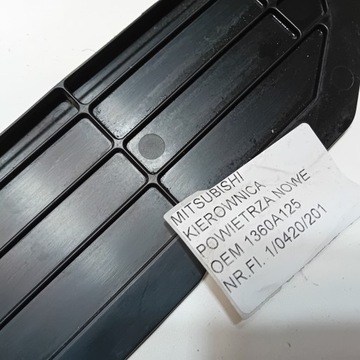 MITSUBISHI
KIEROWNICA
POWIETRZA NOWE
OEM 1360A125
NR.FI. 1/0420/201